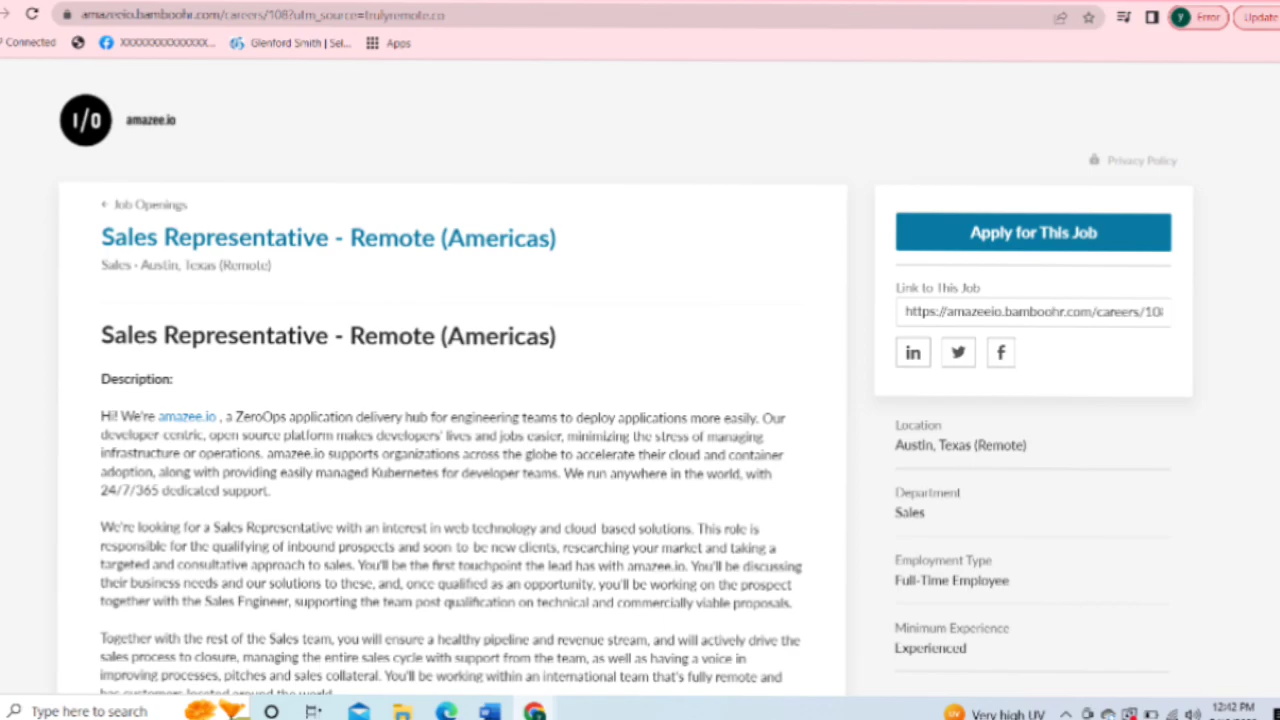 amazeeio.bamboohr.com/careers/108?utm_source=trulyremote.co
Error
Update
Connected
XXXXXXXXXXXXXX...
Glenford Smith | Sel...
Apps
I/O
amazee.io
Privacy Policy
← Job Openings
Sales Representative - Remote (Americas)
Sales · Austin, Texas (Remote)
Sales Representative - Remote (Americas)
Description:
Hi! We're amazee.io , a ZeroOps application delivery hub for engineering teams to deploy applications more easily. Our
developer centric, open source platform makes developers' lives and jobs easier, minimizing the stress of managing
infrastructure or operations. amazee.io supports organizations across the globe to accelerate their cloud and container
adoption, along with providing easily managed Kubernetes for developer teams. We run anywhere in the world, with
24/7/365 dedicated support.
We're looking for a Sales Representative with an interest in web technology and cloud based solutions. This role is
responsible for the qualifying of inbound prospects and soon to be new clients, researching your market and taking a
targeted and consultative approach to sales. You'll be the first touchpoint the lead has with amazee.io. You'll be discussing
their business needs and our solutions to these, and, once qualified as an opportunity, you'll be working on the prospect
together with the Sales Engineer, supporting the team post qualification on technical and commercially viable proposals.
Together with the rest of the Sales team, you will ensure a healthy pipeline and revenue stream, and will actively drive the
sales process to closure, managing the entire sales cycle with support from the team, as well as having a voice in
improving processes, pitches and sales collateral. You'll be working within an international team that's fully remote and
has customers located around the world.
Apply for This Job
Link to This Job
https://amazeeio.bamboohr.com/careers/10
in
f
Location
Austin, Texas (Remote)
Department
Sales
Employment Type
Full-Time Employee
Minimum Experience
Experienced
Type here to search
Very high UV
12:42 PM